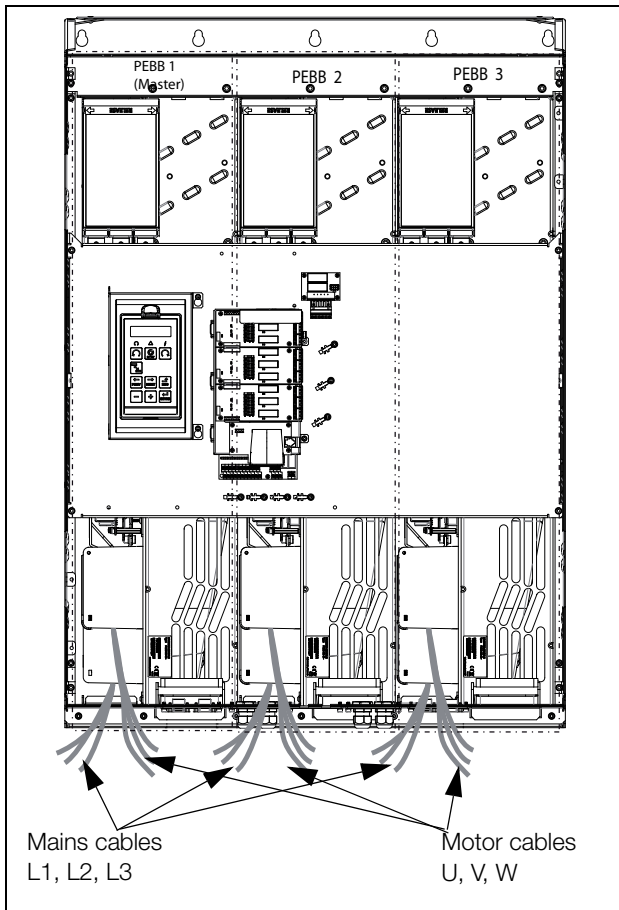 PEBB 1
(Master)
PEBB 2
PEBB 3
Mains cables
L1, L2, L3
Motor cables
U, V, W